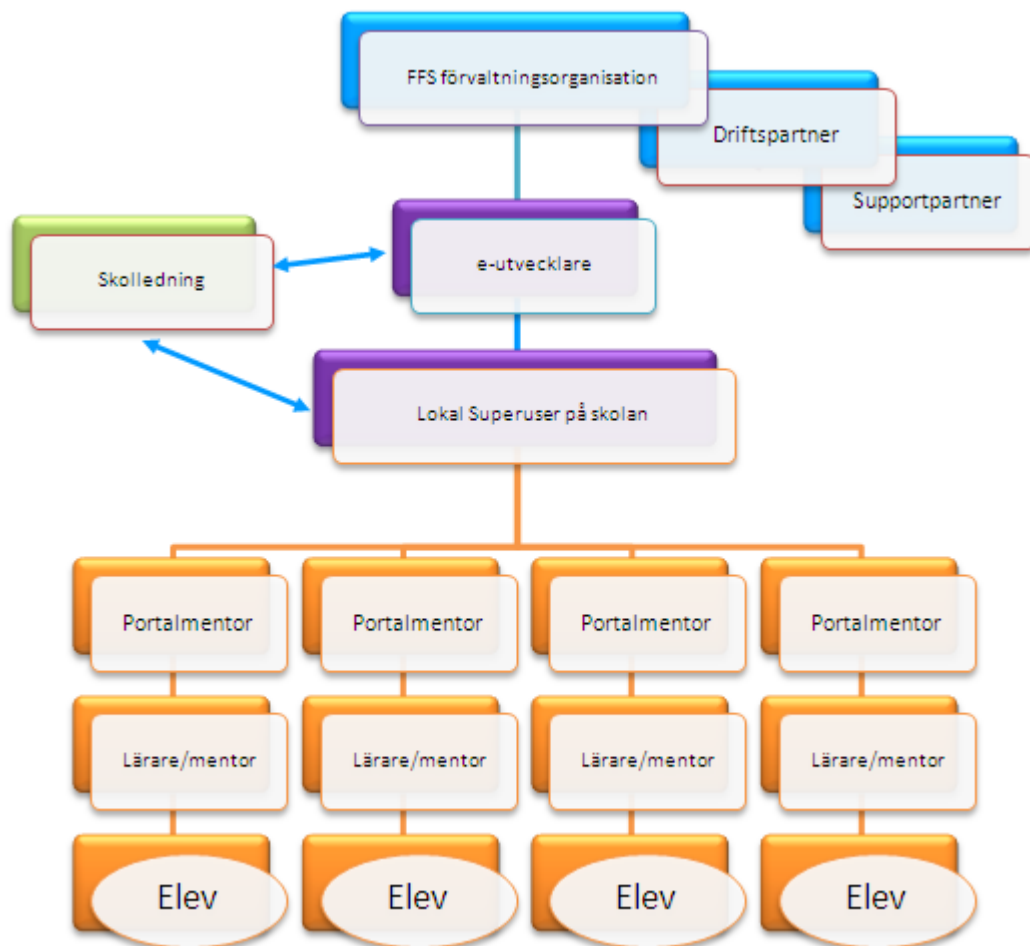 FFS förvaltningsorganisation
Driftspartner
Supportpartner
Skolledning
e-utvecklare
Lokal Superuser på skolan
Portalmentor
Portalmentor
Portalmentor
Portalmentor
Lärare/mentor
Lärare/mentor
Lärare/mentor
Lärare/mentor
Elev
Elev
Elev
Elev